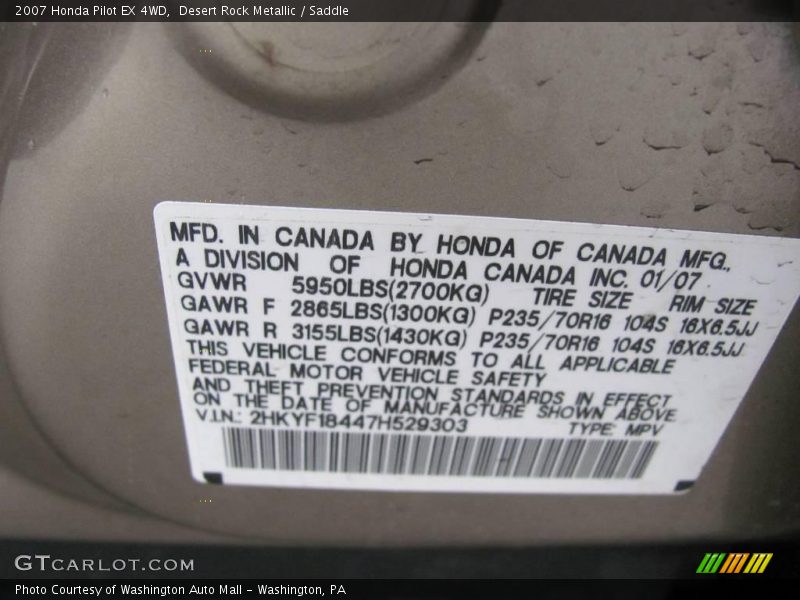 2007 Honda Pilot EX 4WD, Desert Rock Metallic / Saddle
MFD. IN CANADA BY HONDA OF CANADA MFG.,
A DIVISION OF HONDA CANADA INC. 01/07
GVWR 5950LBS(2700KG) TIRE SIZE RIM SIZE
GAWR F 2865LBS(1300KG) P235/70R16 104S 16X6.5JJ
GAWR R 3155LBS(1430KG) P235/70R16 104S 16X6.5JJ
THIS VEHICLE CONFORMS TO ALL APPLICABLE
FEDERAL MOTOR VEHICLE SAFETY
AND THEFT PREVENTION STANDARDS IN EFFECT
ON THE DATE OF MANUFACTURE SHOWN ABOVE
V.I.N.: 2HKYF18447H529303 TYPE: MPV
GTCARLOT.COM
Photo Courtesy of Washington Auto Mall - Washington, PA